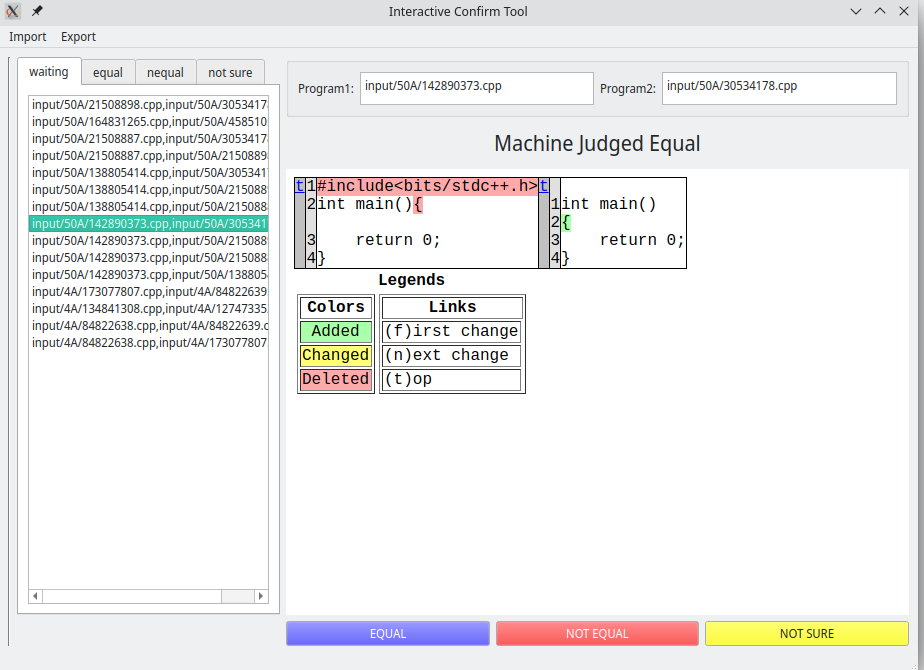 Interactive Confirm Tool
Import Export
waiting equal nequal not sure
input/50A/21508898.cpp,input/50A/3053417
input/50A/164831265.cpp,input/50A/458510
input/50A/21508887.cpp,input/50A/3053417
input/50A/21508887.cpp,input/50A/2150889
input/50A/138805414.cpp,input/50A/305341
input/50A/138805414.cpp,input/50A/215088
input/50A/138805414.cpp,input/50A/215088
input/50A/142890373.cpp,input/50A/305341
input/50A/142890373.cpp,input/50A/215088
input/50A/142890373.cpp,input/50A/215088
input/50A/142890373.cpp,input/50A/138805
input/4A/173077807.cpp,input/4A/84822639
input/4A/134841308.cpp,input/4A/12747335
input/4A/84822638.cpp,input/4A/84822639.c
input/4A/84822638.cpp,input/4A/173077807
Program1: input/50A/142890373.cpp Program2: input/50A/30534178.cpp
Machine Judged Equal
t 1 #include<bits/stdc++.h> t
2 int main(){ 1 int main()
2 {
3 return 0; 3 return 0;
4 } 4 }
Legends
Colors Links
Added (f)irst change
Changed (n)ext change
Deleted (t)op
EQUAL NOT EQUAL NOT SURE